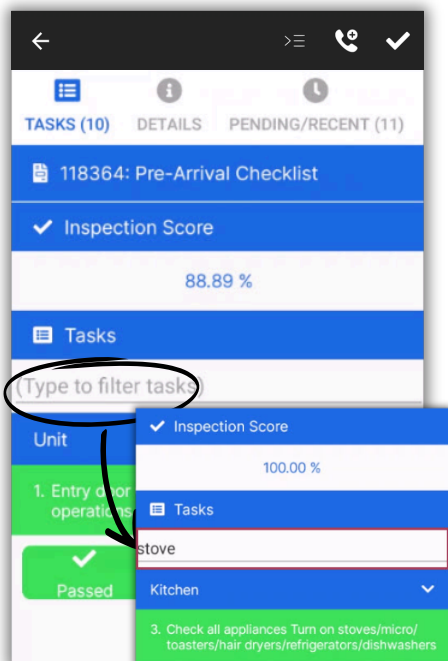 TASKS (10) DETAILS PENDING/RECENT (11)
118364: Pre-Arrival Checklist
Inspection Score
88.89 %
Tasks
(Type to filter tasks)
Unit
1. Entry door
operations
Passed
Inspection Score
100.00 %
Tasks
stove
Kitchen
3. Check all appliances Turn on stoves/micro/
toasters/hair dryers/refrigerators/dishwashers